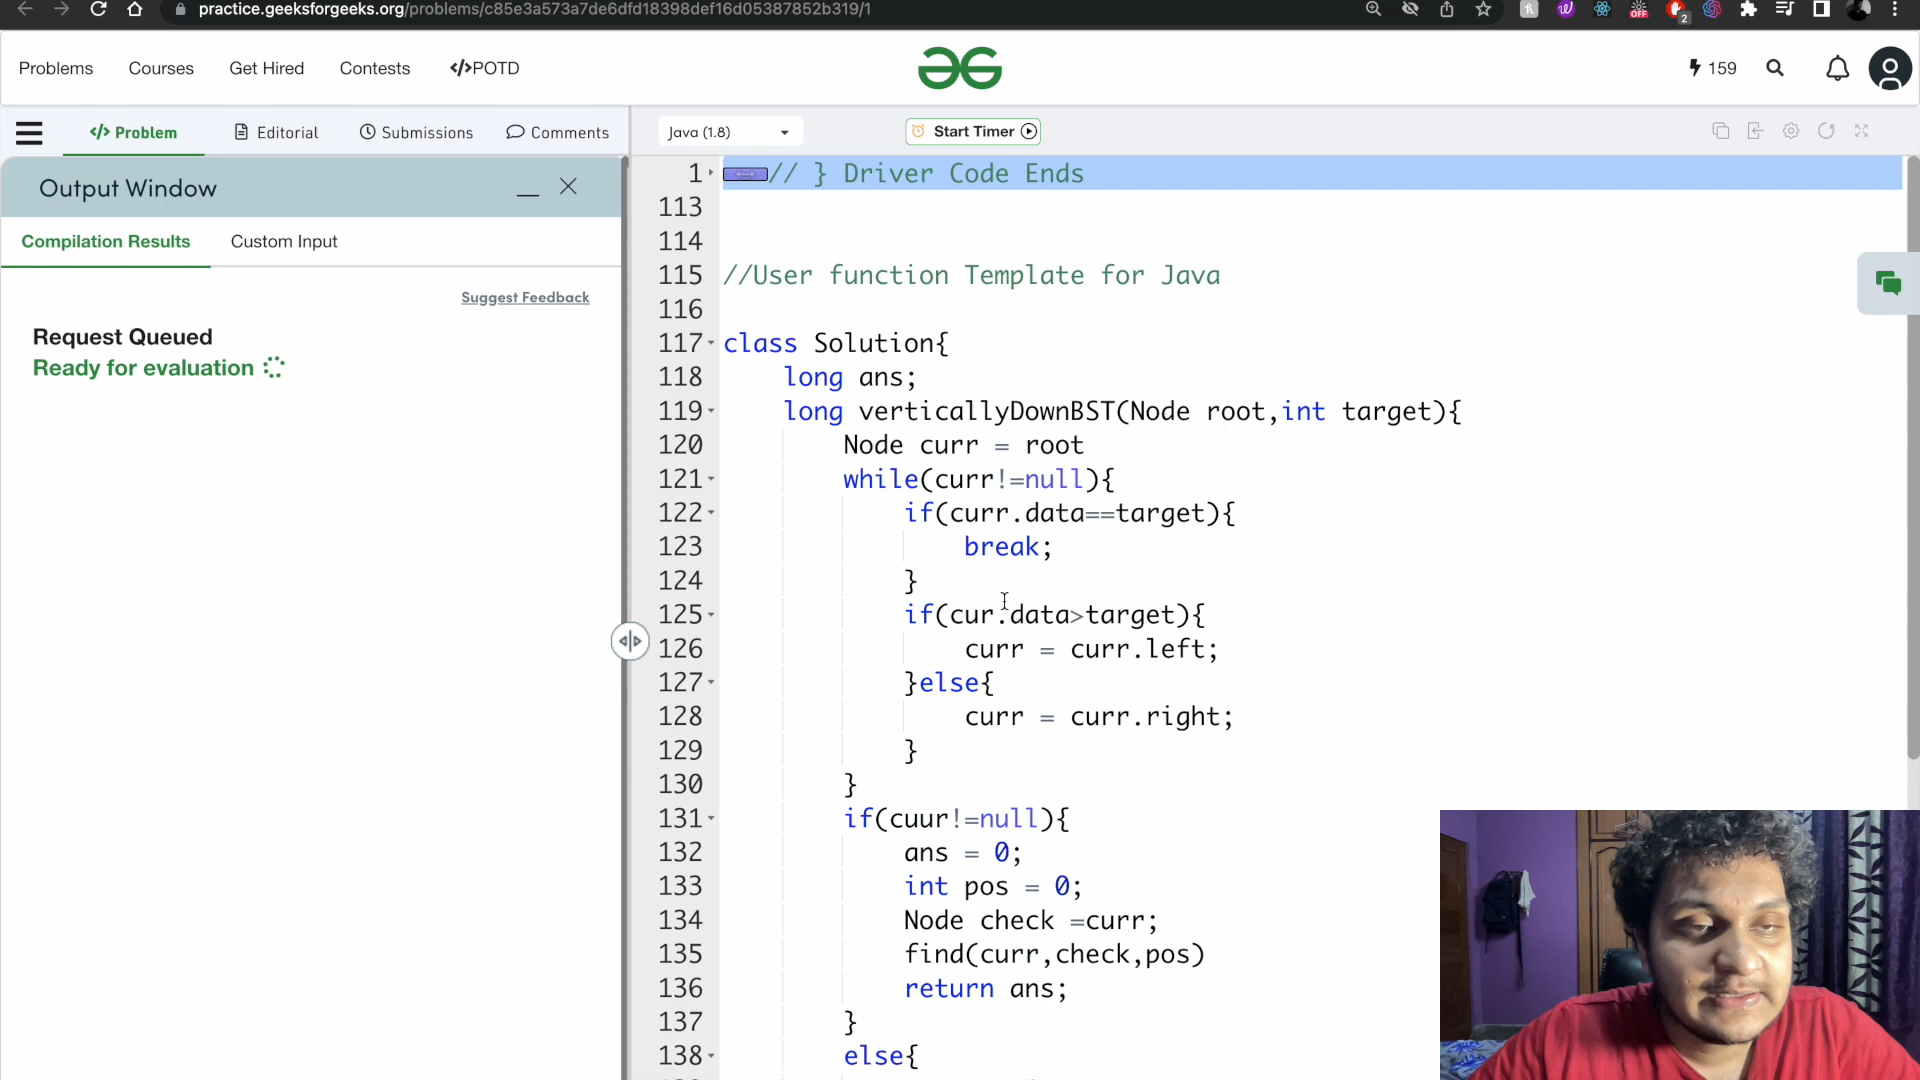 practice.geeksforgeeks.org/problems/c85e3a573a7de6dfd18398def16d05387852b319/1
OFF
2
Problems
Courses
Get Hired
Contests
</>POTD
159
</> Problem
Editorial
Submissions
Comments
Java (1.8)
Start Timer
Output Window
Compilation Results
Custom Input
Suggest Feedback
Request Queued
Ready for evaluation
1 // } Driver Code Ends
113
114
115 //User function Template for Java
116
117 class Solution{
118 long ans;
119 long verticallyDownBST(Node root,int target){
120 Node curr = root
121 while(curr!=null){
122 if(curr.data==target){
123 break;
124 }
125 if(cur.data>target){
126 curr = curr.left;
127 }else{
128 curr = curr.right;
129 }
130 }
131 if(cuur!=null){
132 ans = 0;
133 int pos = 0;
134 Node check =curr;
135 find(curr,check,pos)
136 return ans;
137 }
138 else{